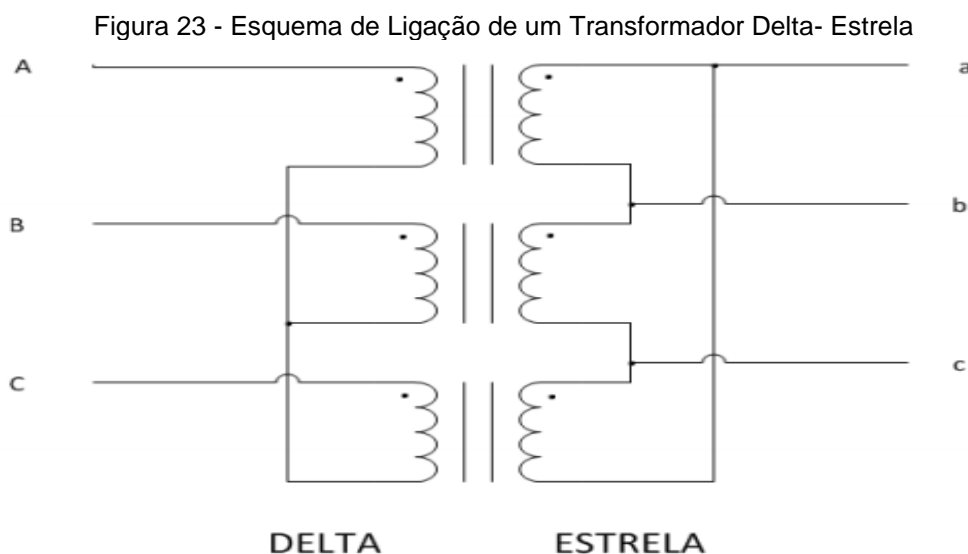 Figura 23 - Esquema de Ligação de um Transformador Delta- Estrela
A
a
b
B
c
C
DELTA ESTRELA